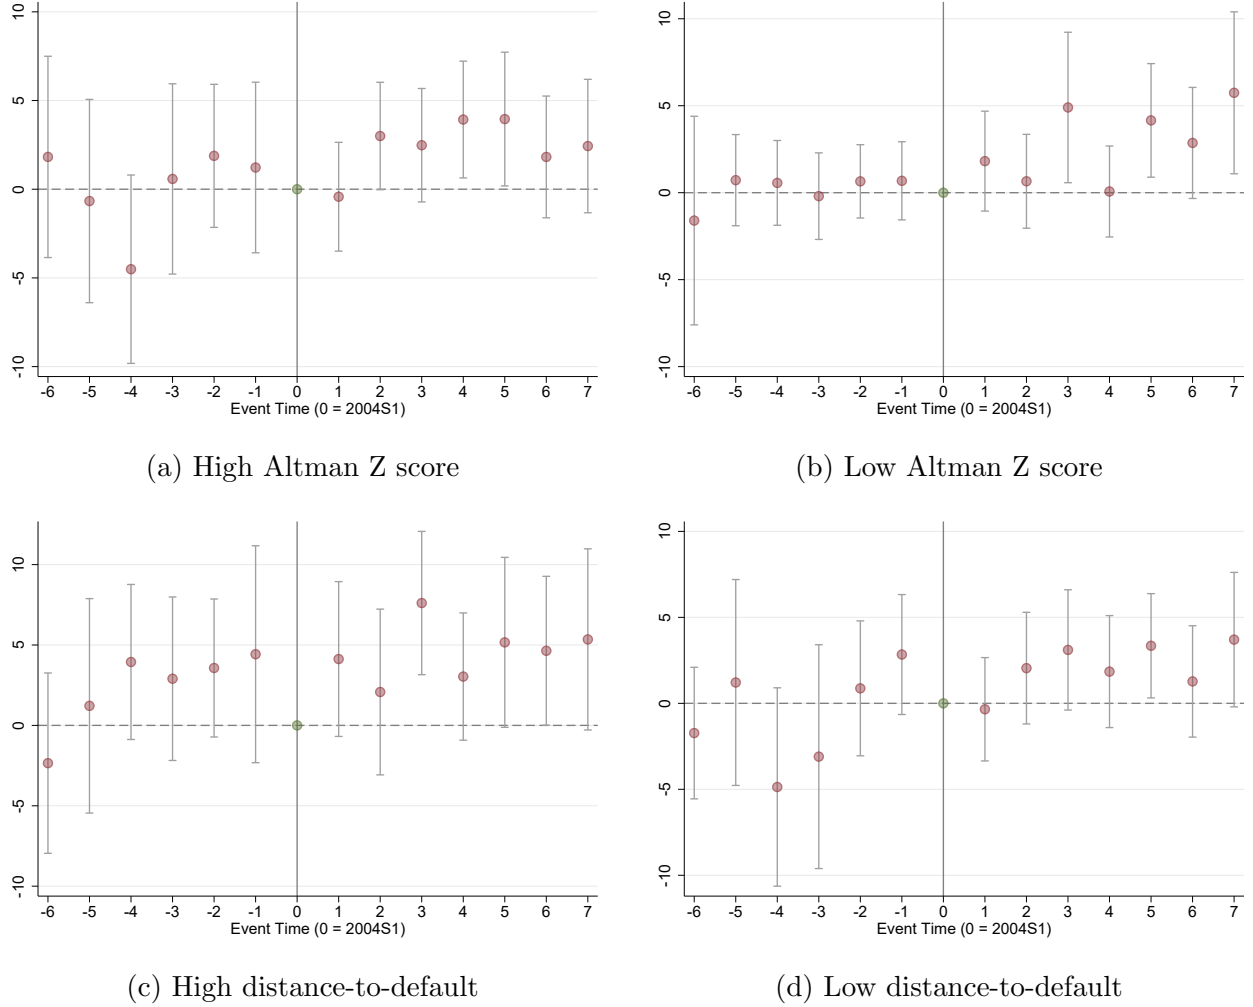 10
5
0
-5
-10
-6 -5 -4 -3 -2 -1 0 1 2 3 4 5 6 7
Event Time (0 = 2004S1)
(a) High Altman Z score
10
5
0
-5
-10
-6 -5 -4 -3 -2 -1 0 1 2 3 4 5 6 7
Event Time (0 = 2004S1)
(b) Low Altman Z score
10
5
0
-5
-10
-6 -5 -4 -3 -2 -1 0 1 2 3 4 5 6 7
Event Time (0 = 2004S1)
(c) High distance-to-default
10
5
0
-5
-10
-6 -5 -4 -3 -2 -1 0 1 2 3 4 5 6 7
Event Time (0 = 2004S1)
(d) Low distance-to-default